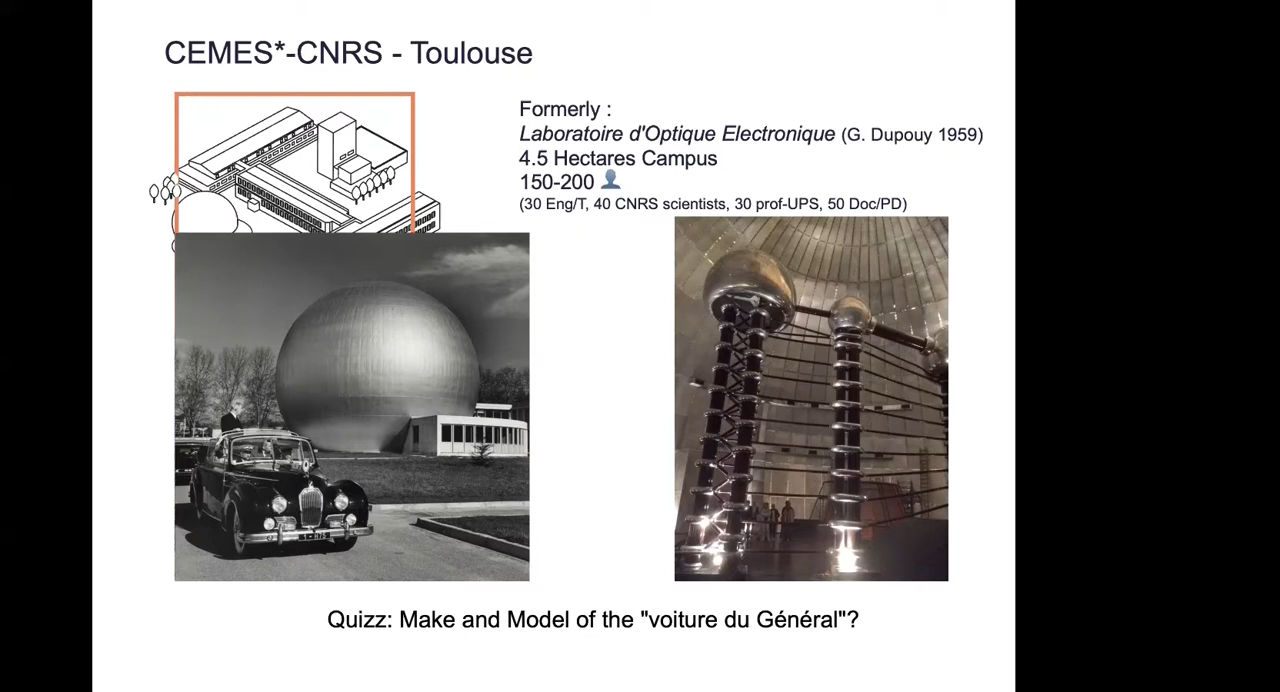 CEMES*-CNRS - Toulouse
Formerly :
Laboratoire d'Optique Electronique (G. Dupouy 1959)
4.5 Hectares Campus
150-200
(30 Eng/T, 40 CNRS scientists, 30 prof-UPS, 50 Doc/PD)
Quizz: Make and Model of the "voiture du Général"?